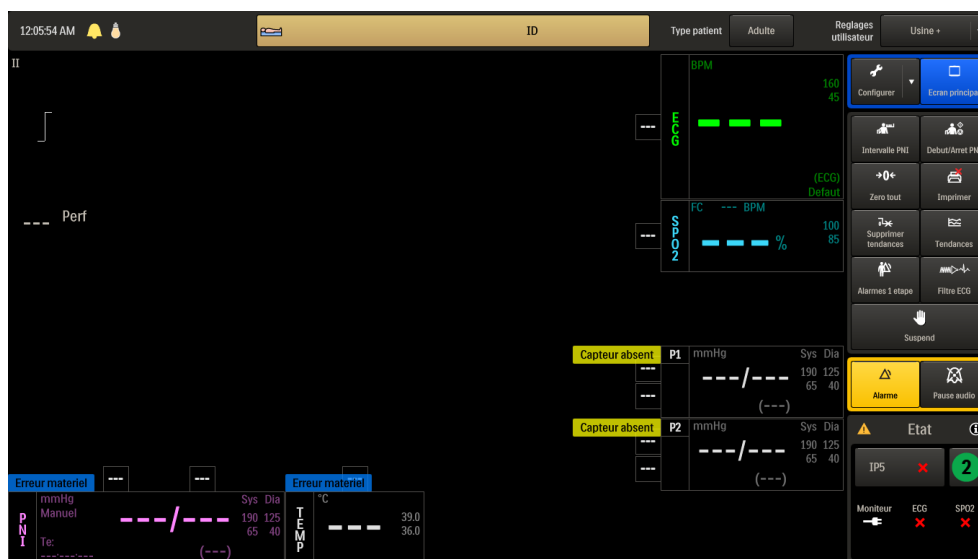 12:05:54 AM
ID
Type patient
Adulte
Reglages
utilisateur
Usine +
II
BPM
160
45
ECG
---
---
(ECG)
Defaut
--- Perf
FC --- BPM
SPO2
---
--- %
100
85
Capteur absent
P1
mmHg
Sys Dia
190 125
65 40
---
---
---/---
(---)
Capteur absent
P2
mmHg
Sys Dia
190 125
65 40
---
---
---/---
(---)
Erreur materiel
---
---
PNI
mmHg
Manuel
Sys Dia
190 125
65 40
---/---
Te:
---:---:---
(---)
Erreur materiel
TEMP
°C
39.0
36.0
---
Configurer
Ecran principa
Intervalle PNI
Debut/Arret PN
→0←
Zero tout
Imprimer
Supprimer
tendances
Tendances
Alarmes 1 etape
Filtre ECG
Suspend
Alarme
Pause audio
Etat
IP5
2
Moniteur
ECG
SPO2